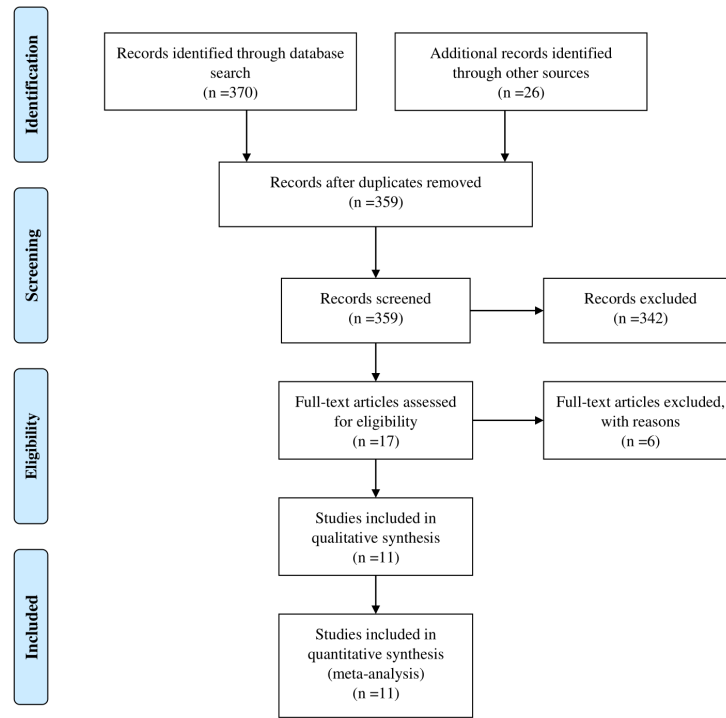 Identification
Records identified through database
search
(n =370)
Additional records identified
through other sources
(n =26)
Records after duplicates removed
(n =359)
Screening
Records screened
(n =359)
Records excluded
(n =342)
Eligibility
Full-text articles assessed
for eligibility
(n =17)
Full-text articles excluded,
with reasons
(n =6)
Studies included in
qualitative synthesis
(n =11)
Included
Studies included in
quantitative synthesis
(meta-analysis)
(n =11)